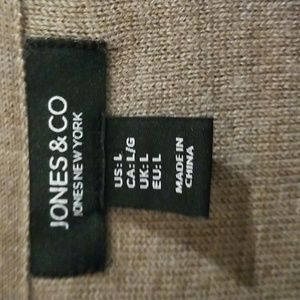 JONES & CO
JONES NEW YORK
US: L
CA: L/G
UK: L
EU: L
MADE IN
CHINA